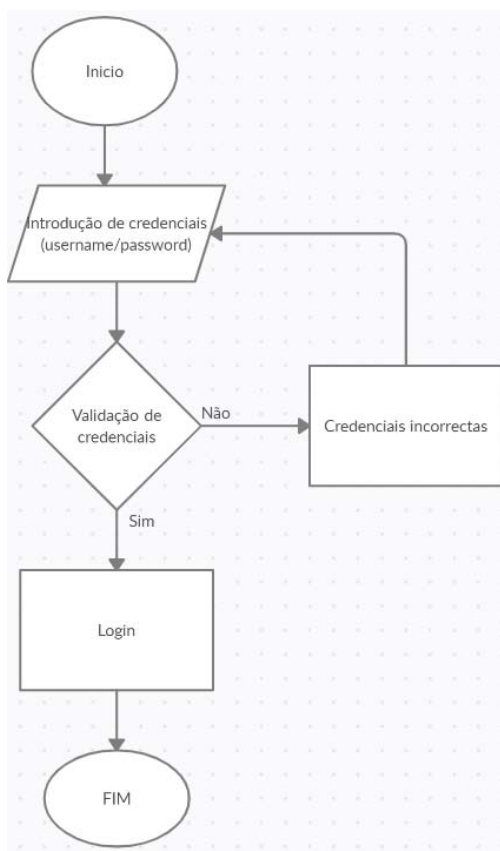 Inicio
Introdução de credenciais
(username/password)
Validação de
credenciais
Não
Credenciais incorrectas
Sim
Login
FIM